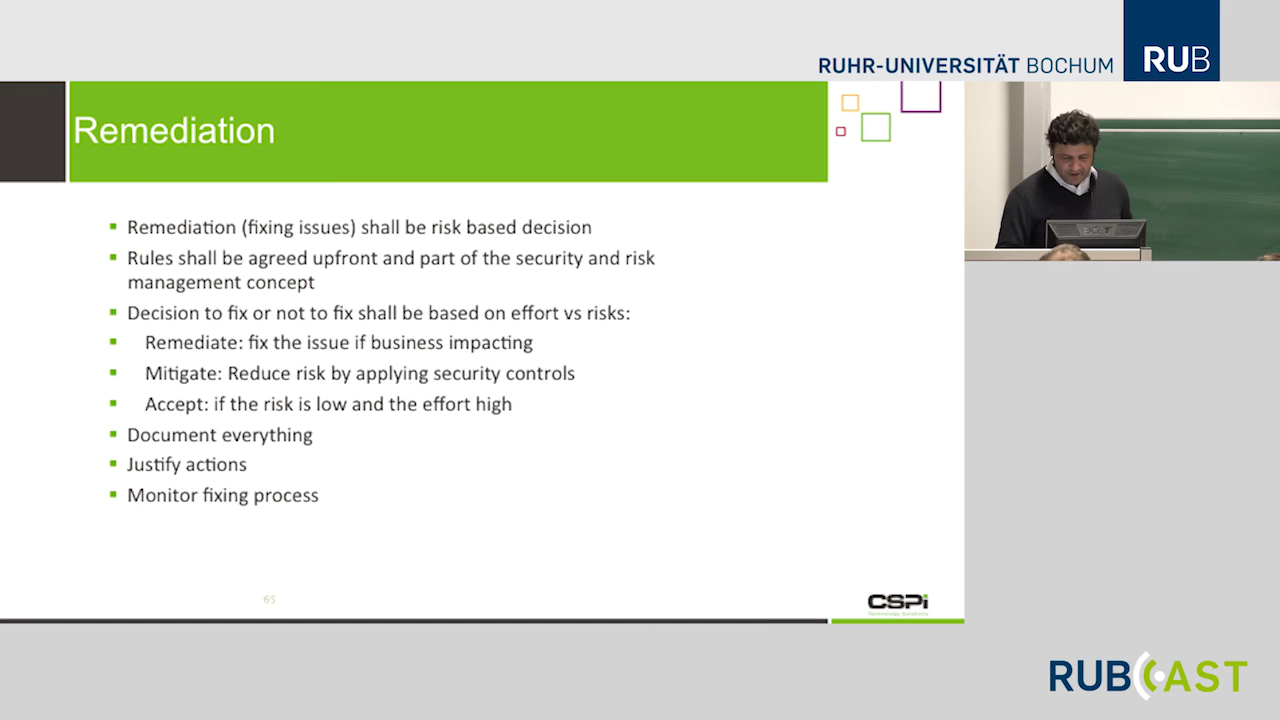 RUHR-UNIVERSITÄT BOCHUM
RUB
Remediation
Remediation (fixing issues) shall be risk based decision
Rules shall be agreed upfront and part of the security and risk
management concept
Decision to fix or not to fix shall be based on effort vs risks:
Remediate: fix the issue if business impacting
Mitigate: Reduce risk by applying security controls
Accept: if the risk is low and the effort high
Document everything
Justify actions
Monitor fixing process
65
CSPi
RUBCAST